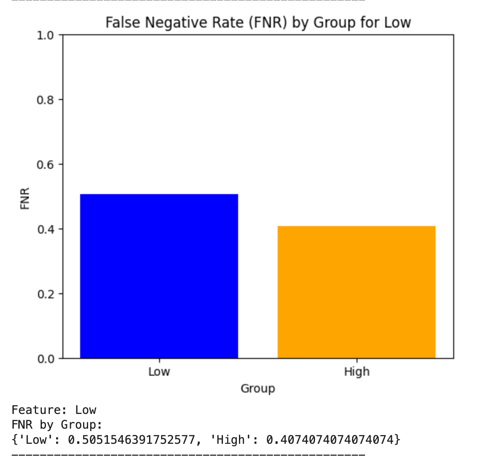 False Negative Rate (FNR) by Group for Low
1.0
0.8
0.6
0.4
0.2
0.0
FNR
Low High
Group
Feature: Low
FNR by Group:
{'Low': 0.5051546391752577, 'High': 0.4074074074074074}